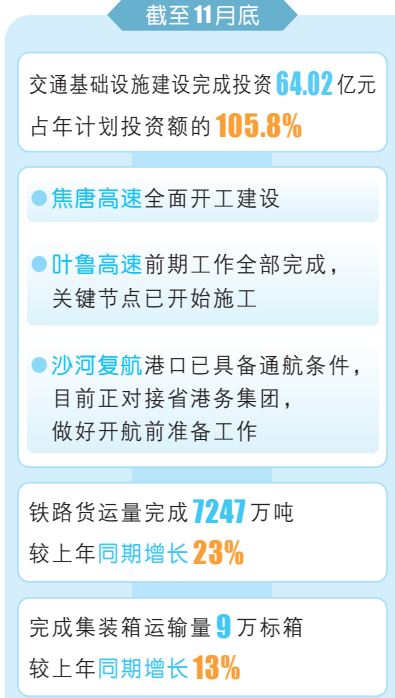 截至11月底
交通基础设施建设完成投资64.02亿元
占年计划投资额的105.8%
●焦唐高速全面开工建设
●叶鲁高速前期工作全部完成，
关键节点已开始施工
●沙河复航港口已具备通航条件，
目前正对接省港务集团，
做好开航前准备工作
铁路货运量完成7247万吨
较上年同期增长23%
完成集装箱运输量9万标箱
较上年同期增长13%